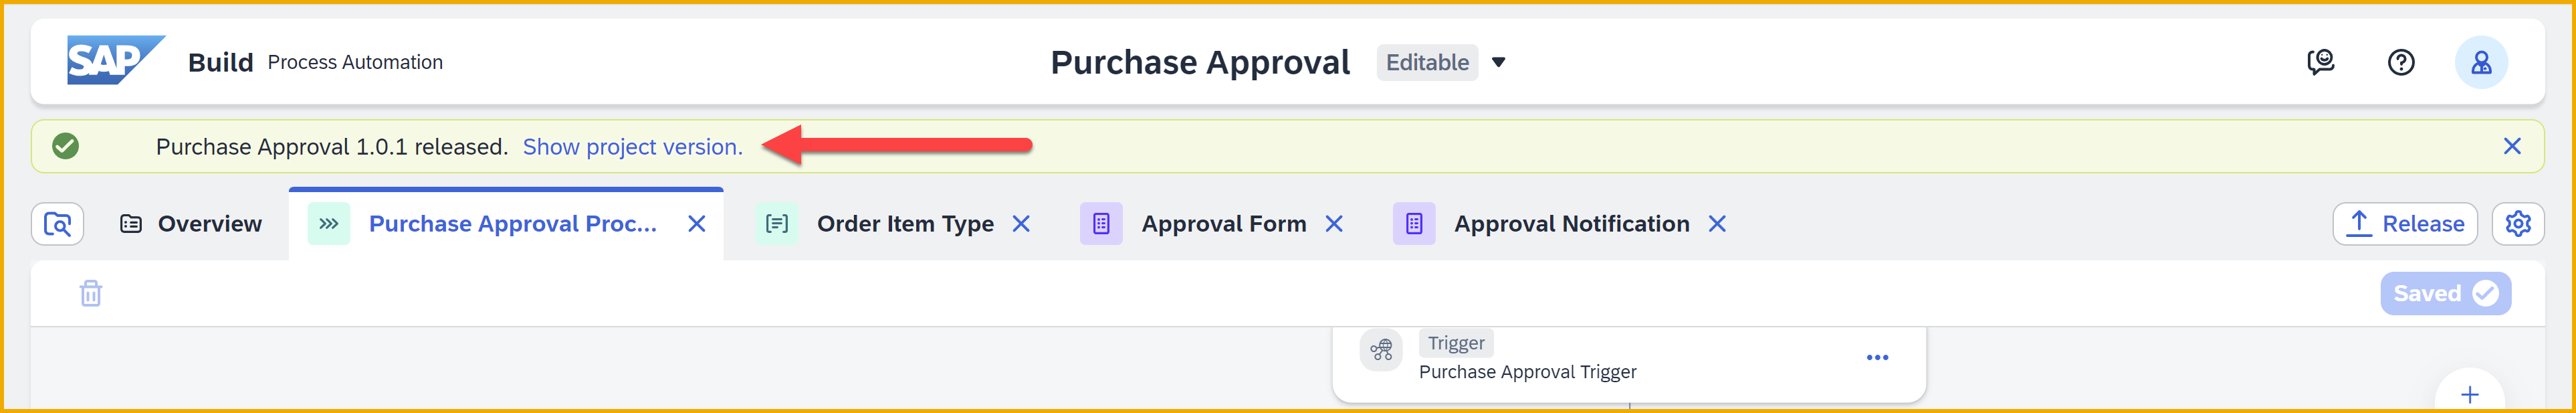 SAP Build Process Automation
Purchase Approval Editable
Purchase Approval 1.0.1 released. Show project version.
Overview Purchase Approval Proc... Order Item Type Approval Form Approval Notification Release
Saved
Trigger
Purchase Approval Trigger